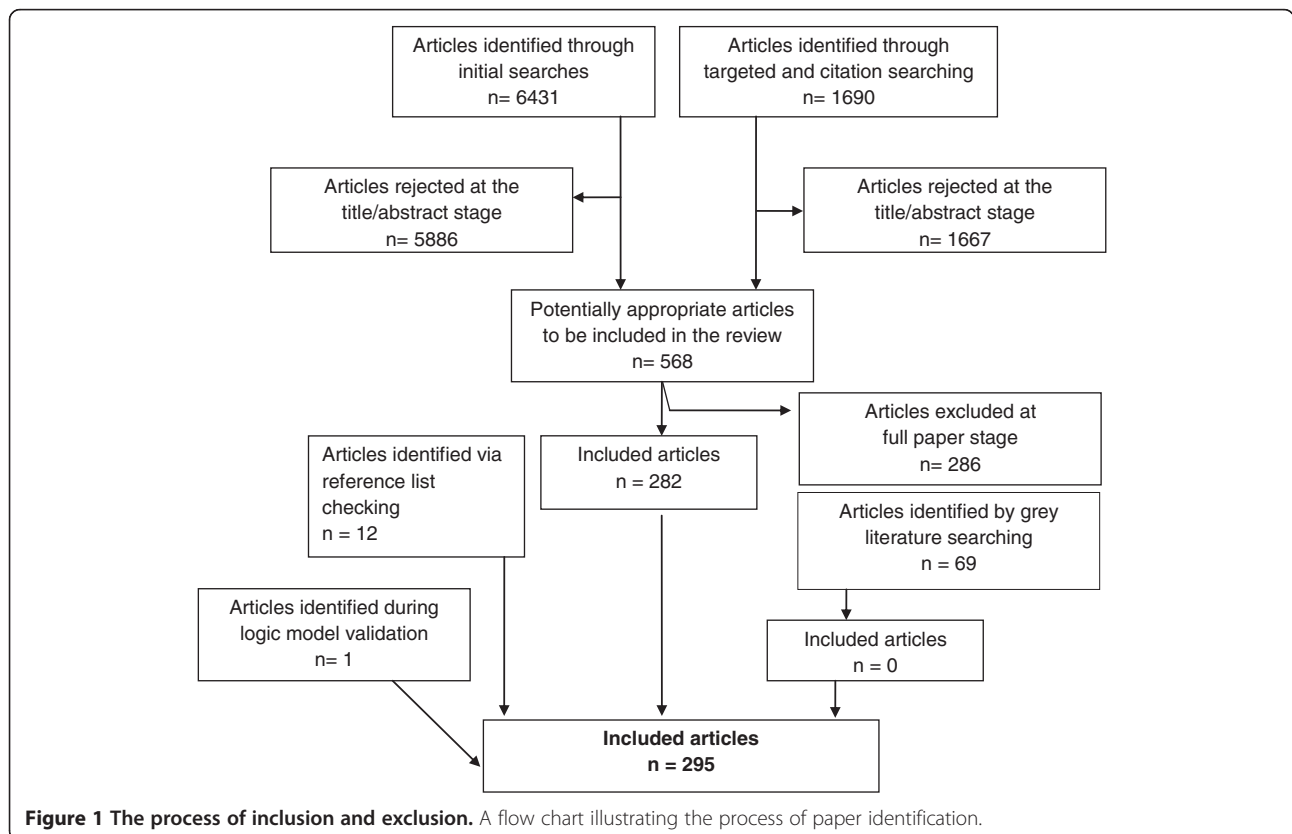 Articles identified through
initial searches
n= 6431
Articles identified through
targeted and citation searching
n= 1690
Articles rejected at the
title/abstract stage
n= 5886
Articles rejected at the
title/abstract stage
n= 1667
Potentially appropriate articles
to be included in the review
n= 568
Articles excluded at
full paper stage
n= 286
Articles identified via
reference list
checking
n = 12
Included articles
n = 282
Articles identified by grey
literature searching
n = 69
Articles identified during
logic model validation
n= 1
Included articles
n = 0
Included articles
n = 295
Figure 1 The process of inclusion and exclusion. A flow chart illustrating the process of paper identification.